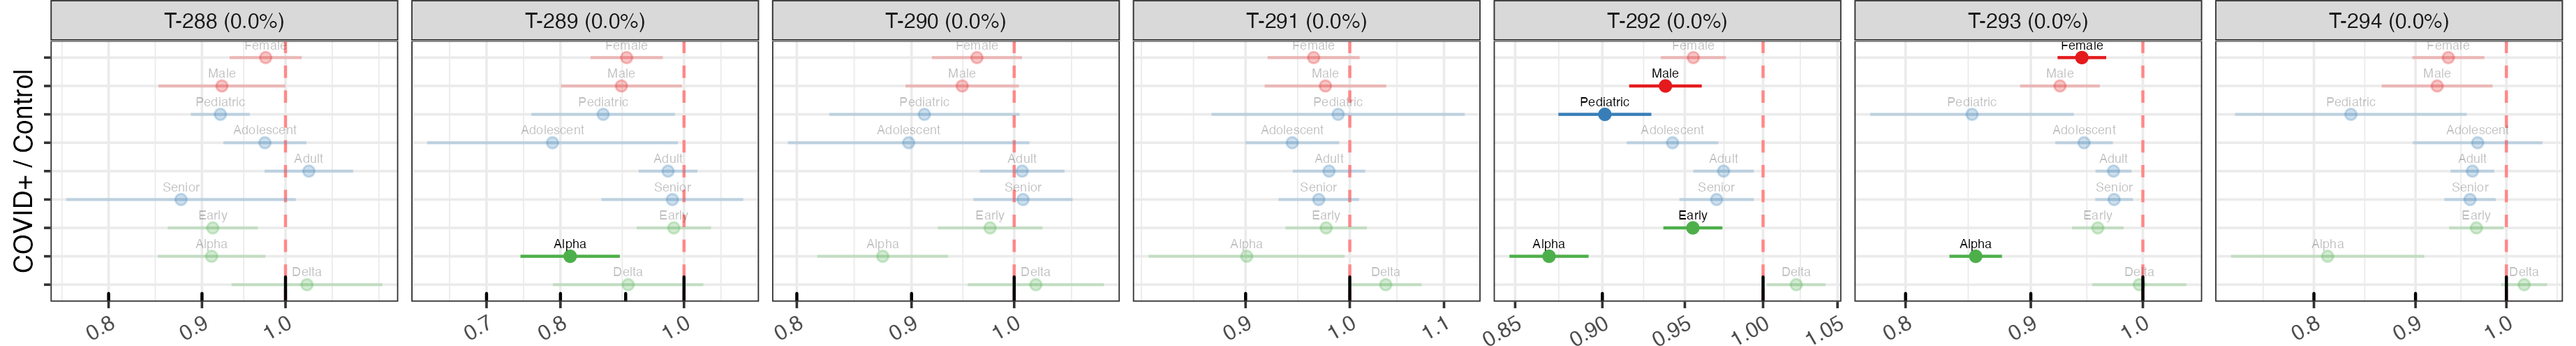 T-288 (0.0%) T-289 (0.0%) T-290 (0.0%) T-291 (0.0%) T-292 (0.0%) T-293 (0.0%) T-294 (0.0%)
COVID+ / Control
Female Female Female Female Female Female Female
Male Male Male Male Male Male Male
Pediatric Pediatric Pediatric Pediatric Pediatric Pediatric Pediatric
Adolescent Adolescent Adolescent Adolescent Adolescent Adolescent Adolescent
Adult Adult Adult Adult Adult Adult Adult
Senior Senior Senior Senior Senior Senior Senior
Early Early Early Early Early Early Early
Alpha Alpha Alpha Alpha Alpha Alpha Alpha
Delta Delta Delta Delta Delta Delta Delta
0.8 0.9 1.0 0.7 0.8 0.9 1.0 0.8 0.9 1.0 0.9 1.0 1.1 0.85 0.90 0.95 1.00 1.05 0.8 0.9 1.0 0.8 0.9 1.0